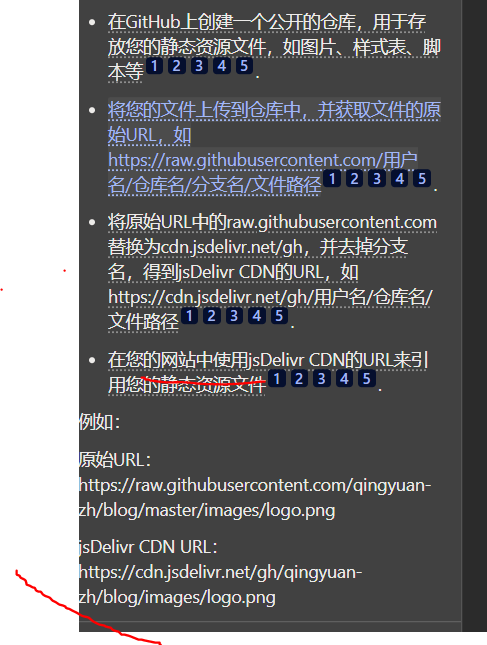 在GitHub上创建一个公开的仓库，用于存
放您的静态资源文件，如图片、样式表、脚
本等 1 2 3 4 5 .
将您的文件上传到仓库中，并获取文件的原
始URL，如
https://raw.githubusercontent.com/用户
名/仓库名/分支名/文件路径 1 2 3 4 5 .
将原始URL中的raw.githubusercontent.com
替换为cdn.jsdelivr.net/gh，并去掉分支
名，得到jsDelivr CDN的URL，如
https://cdn.jsdelivr.net/gh/用户名/仓库名/
文件路径 1 2 3 4 5 .
在您的网站中使用jsDelivr CDN的URL来引
用您的静态资源文件 1 2 3 4 5 .
例如：
原始URL：
https://raw.githubusercontent.com/qingyuan-
zh/blog/master/images/logo.png
jsDelivr CDN URL：
https://cdn.jsdelivr.net/gh/qingyuan-
zh/blog/images/logo.png